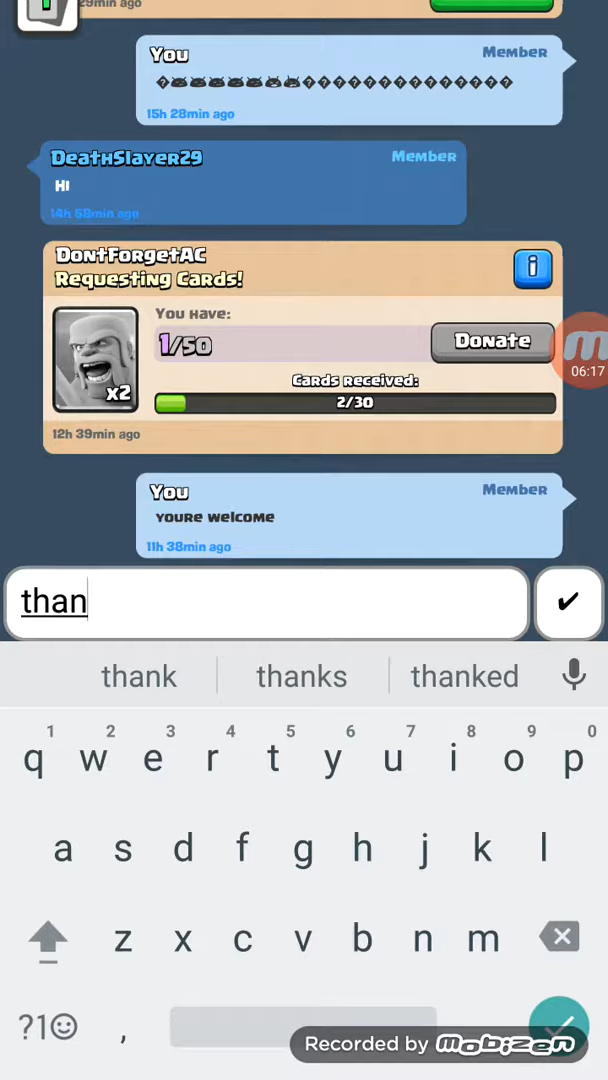 29min ago
You Member
15h 28min ago
DeathSlayer29 Member
HI
14h 58min ago
DontForgetAC
Requesting Cards!
i
You have:
1/50
Donate
x2
Cards received:
2/30
12h 39min ago
You Member
youre welcome
11h 38min ago
06:17
than
thank thanks thanked
1 2 3 4 5 6 7 8 9 0
q w e r t y u i o p
a s d f g h j k l
z x c v b n m
?1☺ ,
Recorded by mobizen